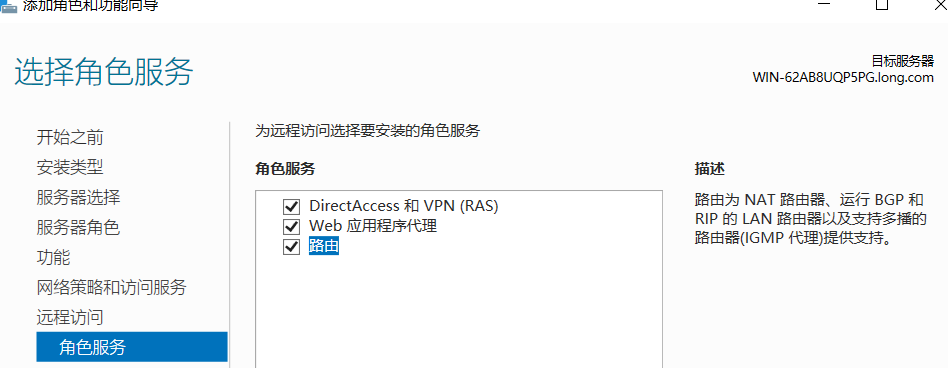 添加角色和功能向导
选择角色服务
目标服务器
WIN-62AB8UQP5PG.long.com
开始之前
安装类型
服务器选择
服务器角色
功能
网络策略和访问服务
远程访问
角色服务
为远程访问选择要安装的角色服务
角色服务
DirectAccess 和 VPN (RAS)
Web 应用程序代理
路由
描述
路由为 NAT 路由器、运行 BGP 和
RIP 的 LAN 路由器以及支持多播的
路由器(IGMP 代理)提供支持。